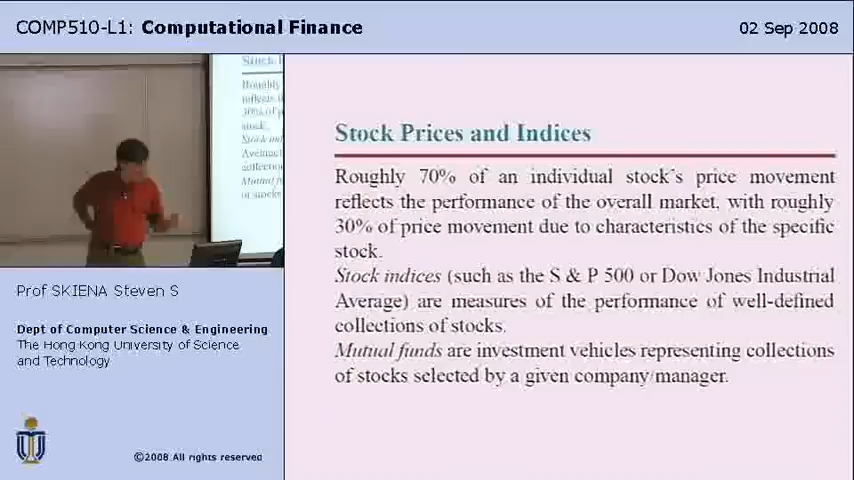 COMP510-L1: Computational Finance
02 Sep 2008
Stock Prices and Indices
Roughly 70% of an individual stock's price movement
reflects the performance of the overall market, with roughly
30% of price movement due to characteristics of the specific
stock.
Stock indices (such as the S & P 500 or Dow Jones Industrial
Average) are measures of the performance of well-defined
collections of stocks.
Mutual funds are investment vehicles representing collections
of stocks selected by a given company/manager.
Prof SKIENA Steven S
Dept of Computer Science & Engineering
The Hong Kong University of Science
and Technology
©2008 All rights reserved